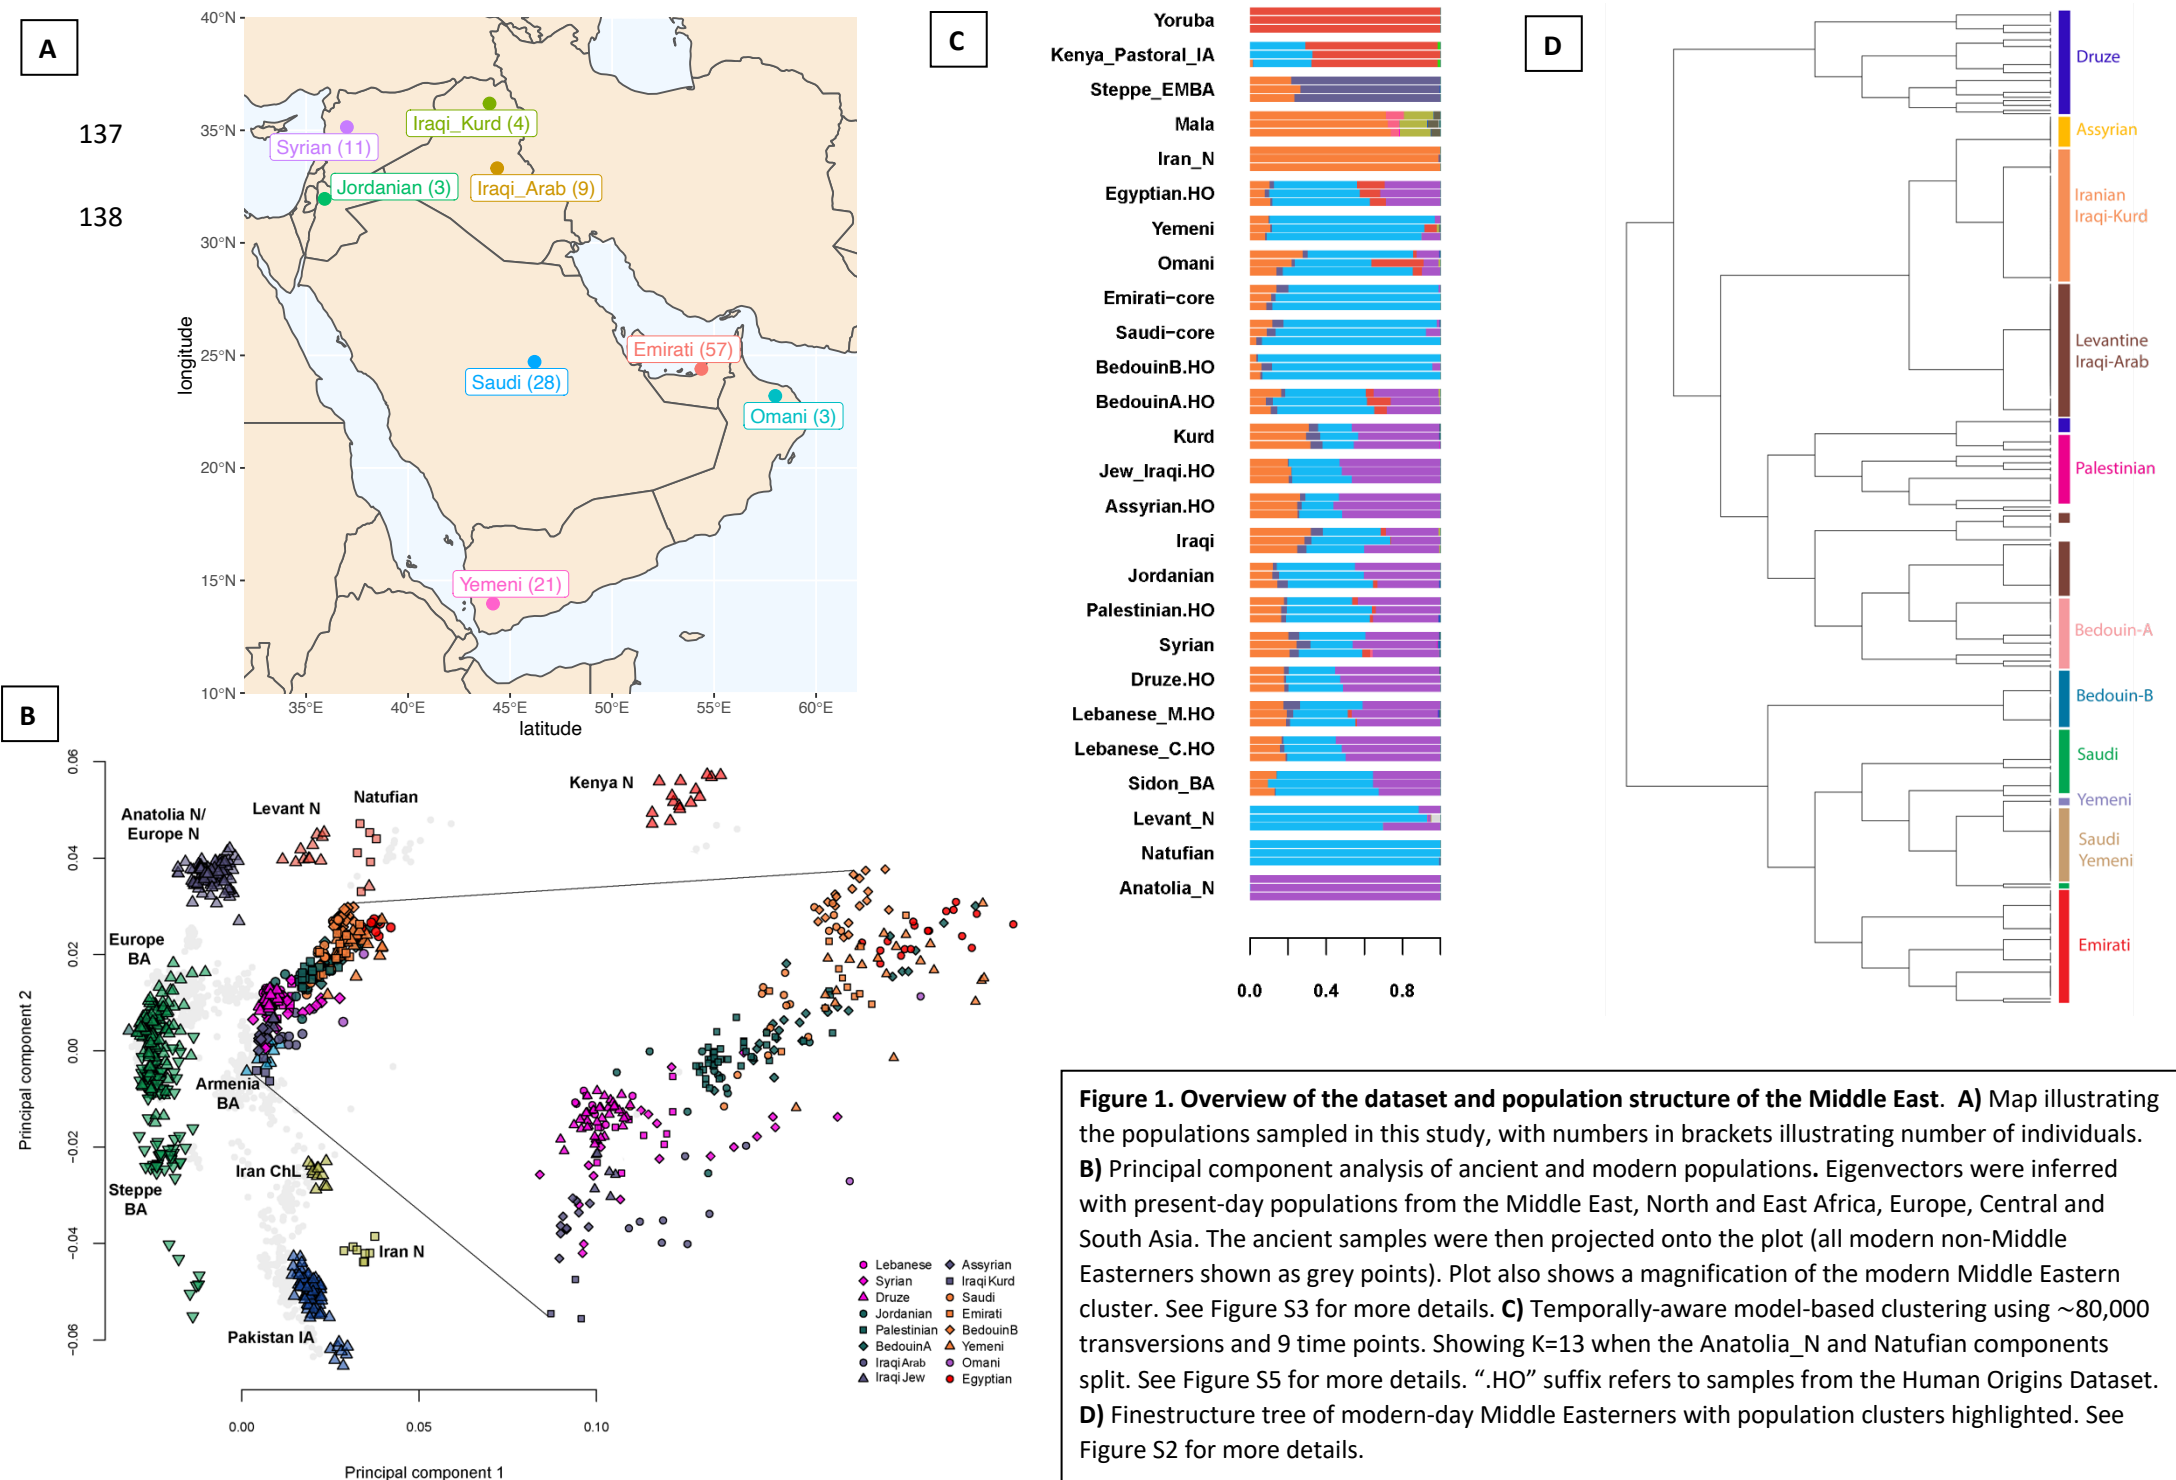 A
137
138
40°N
35°N
30°N
25°N
20°N
15°N
10°N
longitude
Iraqi_Kurd (4)
Syrian (11)
Jordanian (3)
Iraqi_Arab (9)
Emirati (57)
Saudi (28)
Omani (3)
Yemeni (21)
35°E
40°E
45°E
50°E
55°E
60°E
latitude
B
0.06
0.04
0.02
0.00
−0.02
−0.04
−0.06
Principal component 2
Kenya N
Natufian
Levant N
Anatolia N/
Europe N
Europe
BA
Armenia
BA
Iran ChL
Steppe
BA
Iran N
Pakistan IA
Lebanese
Syrian
Druze
Jordanian
Palestinian
BedouinA
Iraqi Arab
Iraqi Jew
Assyrian
Iraqi Kurd
Saudi
Emirati
BedouinB
Yemeni
Omani
Egyptian
0.00
0.05
0.10
Principal component 1
C
Yoruba
Kenya_Pastoral_IA
Steppe_EMBA
Mala
Iran_N
Egyptian.HO
Yemeni
Omani
Emirati−core
Saudi−core
BedouinB.HO
BedouinA.HO
Kurd
Jew_Iraqi.HO
Assyrian.HO
Iraqi
Jordanian
Palestinian.HO
Syrian
Druze.HO
Lebanese_M.HO
Lebanese_C.HO
Sidon_BA
Levant_N
Natufian
Anatolia_N
0.0
0.4
0.8
D
Druze
Assyrian
Iranian
Iraqi-Kurd
Levantine
Iraqi-Arab
Palestinian
Bedouin-A
Bedouin-B
Saudi
Yemeni
Saudi
Yemeni
Emirati
Figure 1. Overview of the dataset and population structure of the Middle East. A) Map illustrating
the populations sampled in this study, with numbers in brackets illustrating number of individuals.
B) Principal component analysis of ancient and modern populations. Eigenvectors were inferred
with present-day populations from the Middle East, North and East Africa, Europe, Central and
South Asia. The ancient samples were then projected onto the plot (all modern non-Middle
Easterners shown as grey points). Plot also shows a magnification of the modern Middle Eastern
cluster. See Figure S3 for more details. C) Temporally-aware model-based clustering using ∼80,000
transversions and 9 time points. Showing K=13 when the Anatolia_N and Natufian components
split. See Figure S5 for more details. “.HO” suffix refers to samples from the Human Origins Dataset.
D) Finestructure tree of modern-day Middle Easterners with population clusters highlighted. See
Figure S2 for more details.